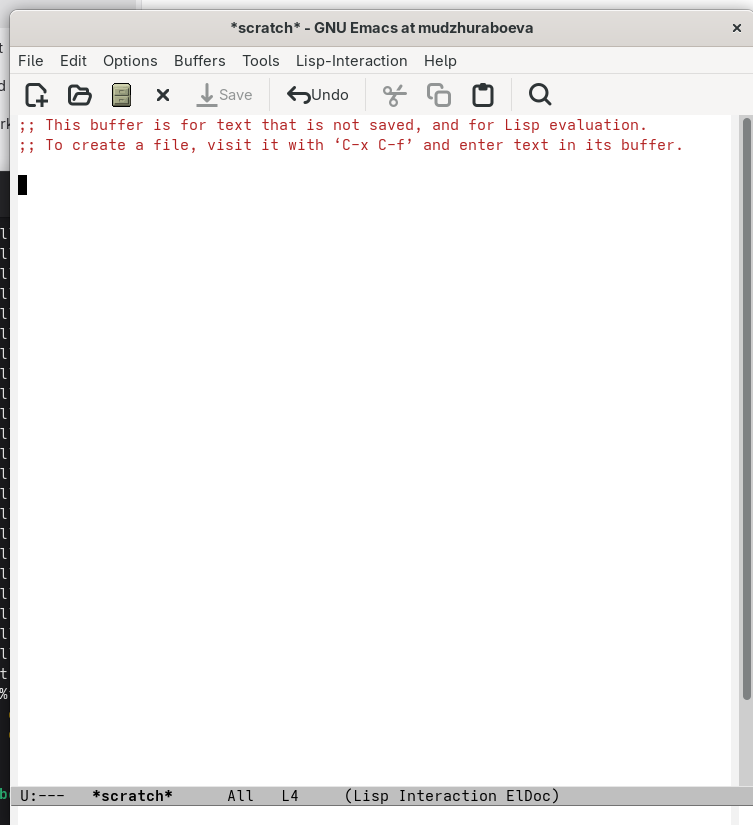 *scratch* - GNU Emacs at mudzhuraboeva
File Edit Options Buffers Tools Lisp-Interaction Help
Save Undo
;; This buffer is for text that is not saved, and for Lisp evaluation.
;; To create a file, visit it with ‘C-x C-f’ and enter text in its buffer.
U:--- *scratch* All L4 (Lisp Interaction ElDoc)